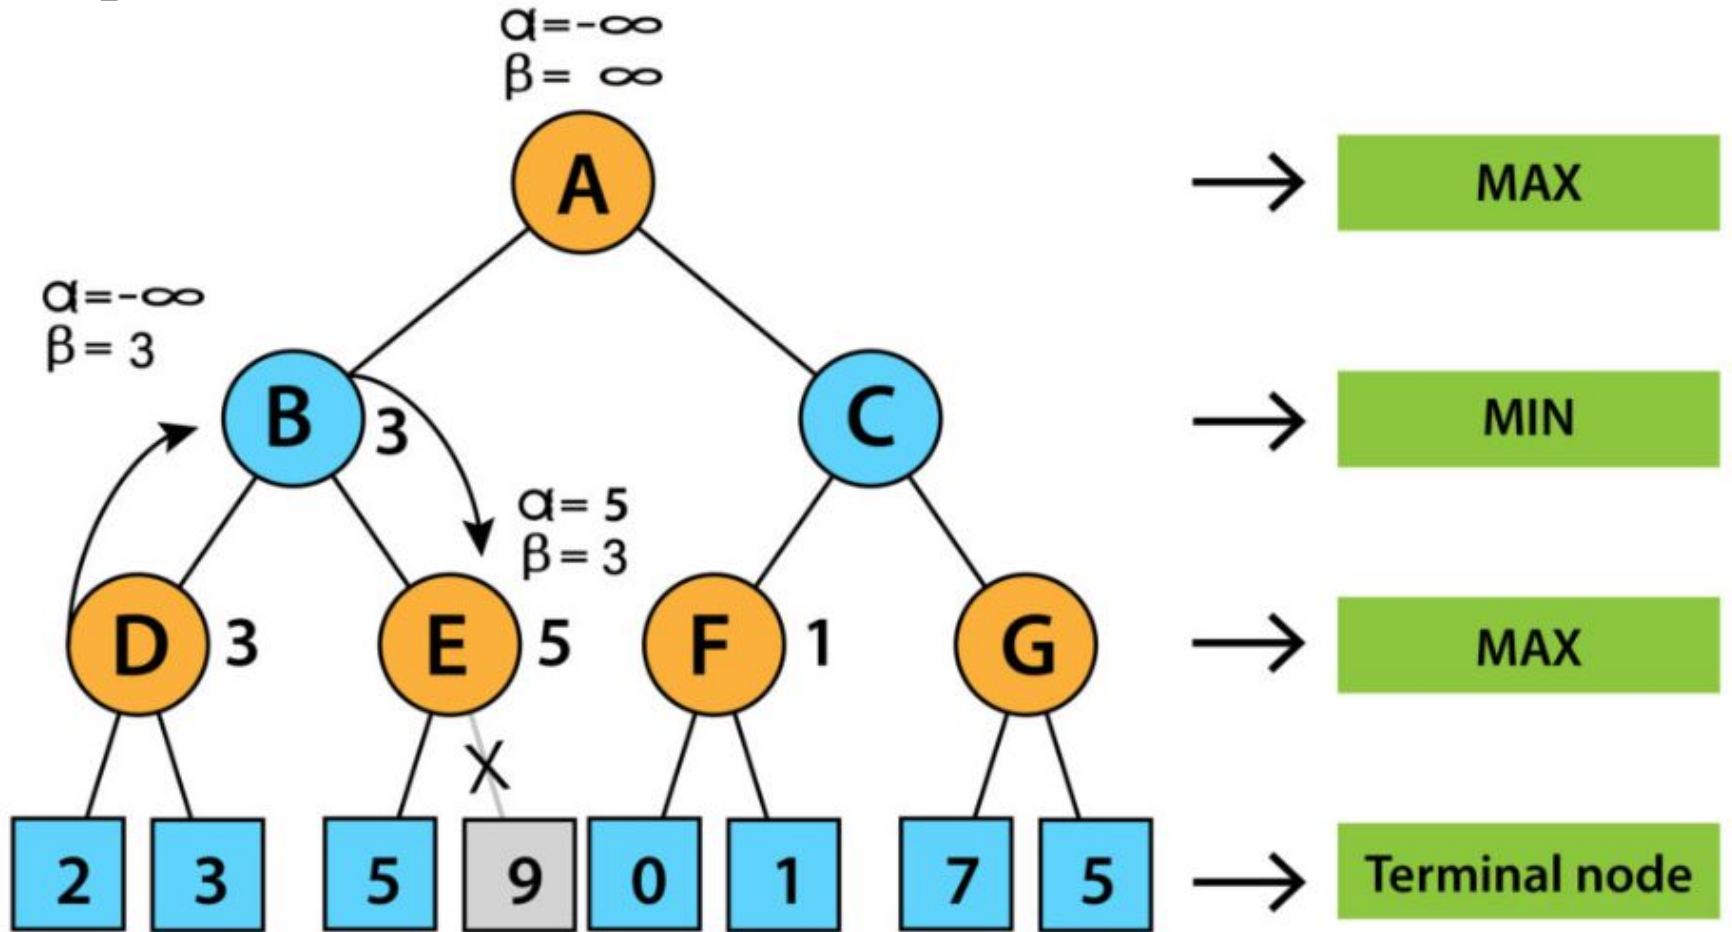 α=-∞
β= ∞
A
MAX
α=-∞
β= 3
B
3
C
MIN
α= 5
β= 3
D
3
E
5
F
1
G
MAX
X
2
3
5
9
0
1
7
5
Terminal node